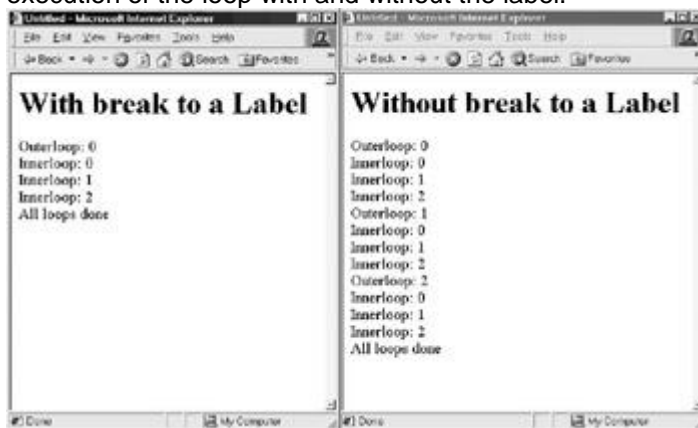 execution of the loop with and without the label.
Untitled - Microsoft Internet Explorer
File Edit View Favorites Tools Help
Back Search Favorites
With break to a Label
Outerloop: 0
Innerloop: 0
Innerloop: 1
Innerloop: 2
All loops done
Done My Computer
Untitled - Microsoft Internet Explorer
File Edit View Favorites Tools Help
Back Search Favorites
Without break to a Label
Outerloop: 0
Innerloop: 0
Innerloop: 1
Innerloop: 2
Outerloop: 1
Innerloop: 0
Innerloop: 1
Innerloop: 2
Outerloop: 2
Innerloop: 0
Innerloop: 1
Innerloop: 2
All loops done
Done My Computer